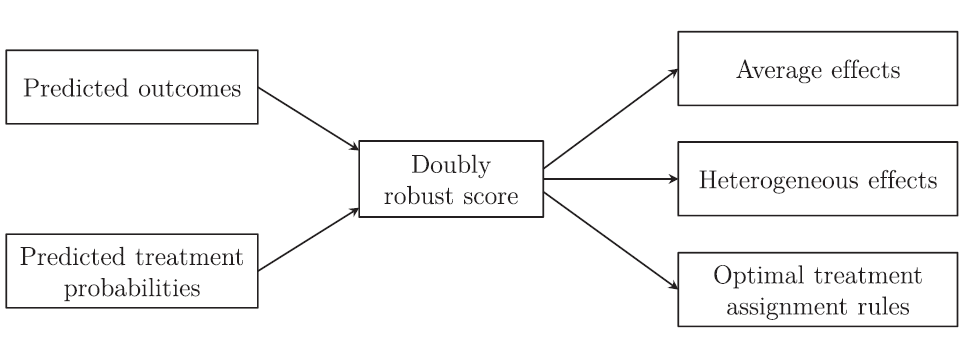 Predicted outcomes
Predicted treatment
probabilities
Doubly
robust score
Average effects
Heterogeneous effects
Optimal treatment
assignment rules